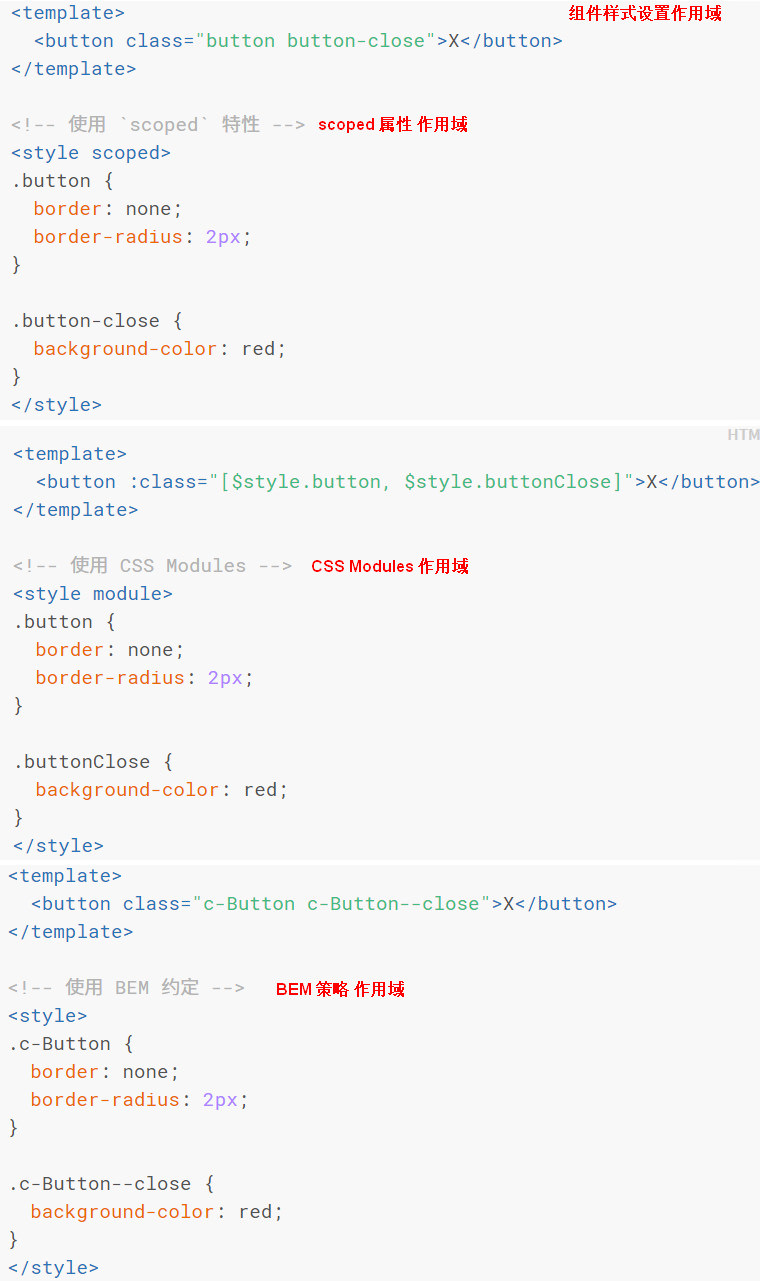 <template> 组件样式设置作用域
  <button class="button button-close">X</button>
</template>
<!-- 使用 `scoped` 特性 --> scoped 属性 作用域
<style scoped>
.button {
  border: none;
  border-radius: 2px;
}
.button-close {
  background-color: red;
}
</style>
HTM
<template>
  <button :class="[$style.button, $style.buttonClose]">X</button>
</template>
<!-- 使用 CSS Modules --> CSS Modules 作用域
<style module>
.button {
  border: none;
  border-radius: 2px;
}
.buttonClose {
  background-color: red;
}
</style>
<template>
  <button class="c-Button c-Button--close">X</button>
</template>
<!-- 使用 BEM 约定 --> BEM 策略 作用域
<style>
.c-Button {
  border: none;
  border-radius: 2px;
}
.c-Button--close {
  background-color: red;
}
</style>